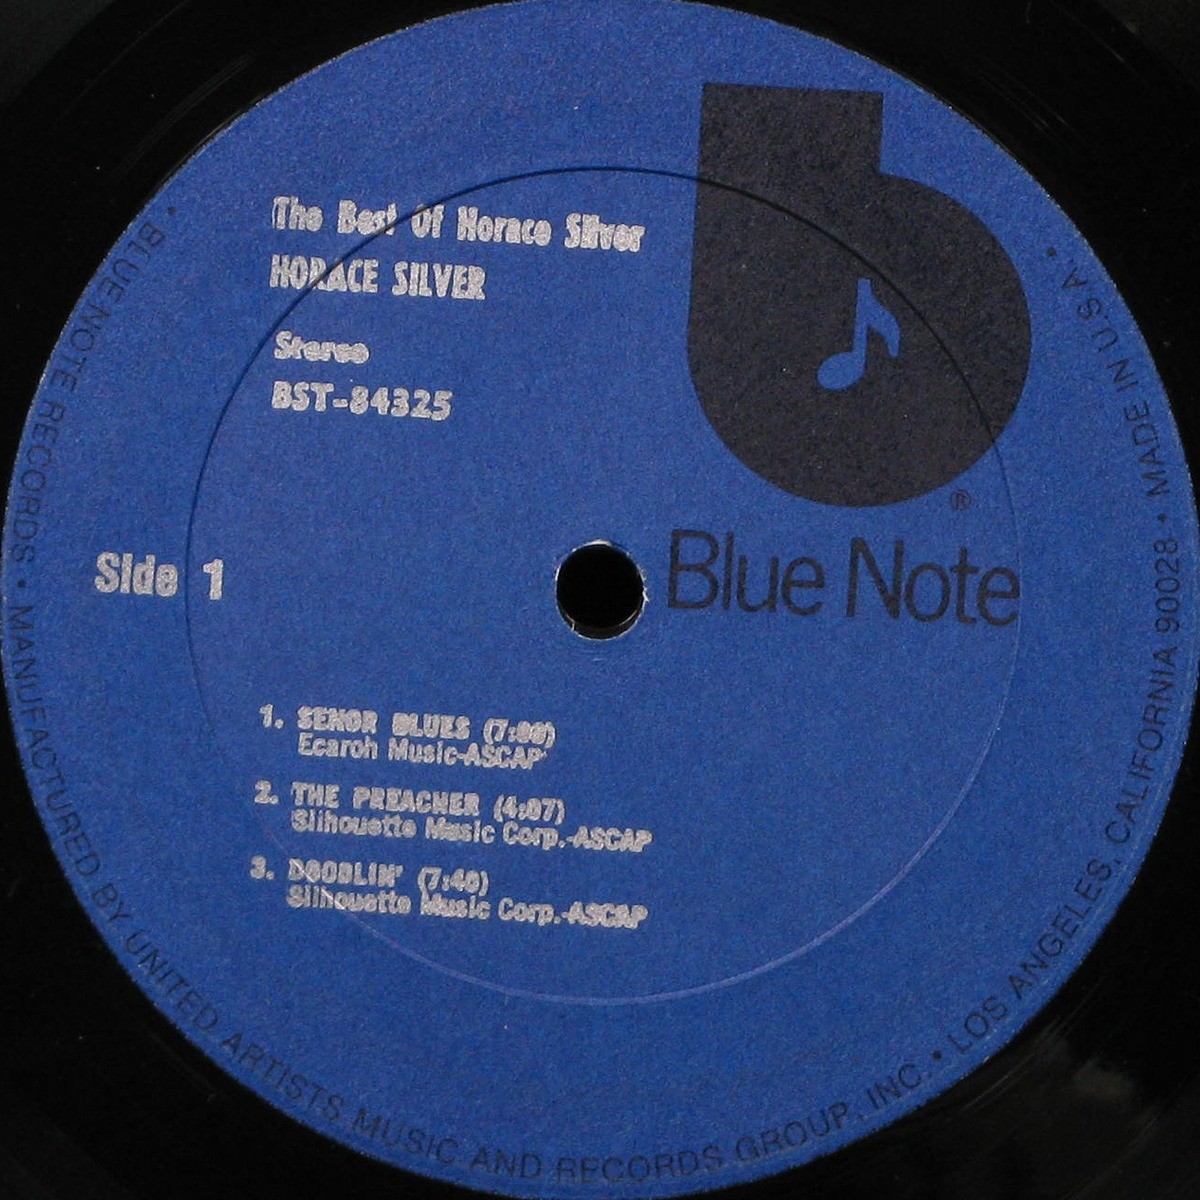 The Best Of Horace Silver
HORACE SILVER
Stereo
BST-84325
Side 1
®
Blue Note
1. SENOR BLUES (7:00)
Ecaroh Music-ASCAP
2. THE PREACHER (4:07)
Silhouette Music Corp.-ASCAP
3. DOODLIN' (7:40)
Silhouette Music Corp.-ASCAP
• BLUE NOTE RECORDS • MANUFACTURED BY UNITED ARTISTS MUSIC AND RECORDS GROUP, INC. • LOS ANGELES, CALIFORNIA 90028 • MADE IN U.S.A. •